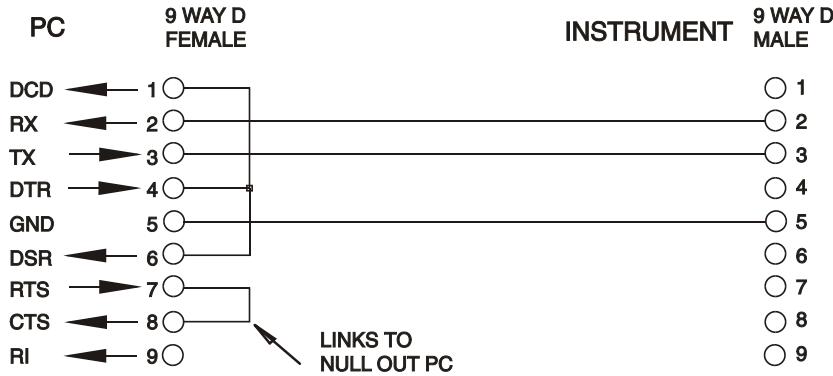 PC
9 WAY D
FEMALE
INSTRUMENT
9 WAY D
MALE
DCD 1 1
RX 2 2
TX 3 3
DTR 4 4
GND 5 5
DSR 6 6
RTS 7 7
CTS 8 8
RI 9 9
LINKS TO
NULL OUT PC